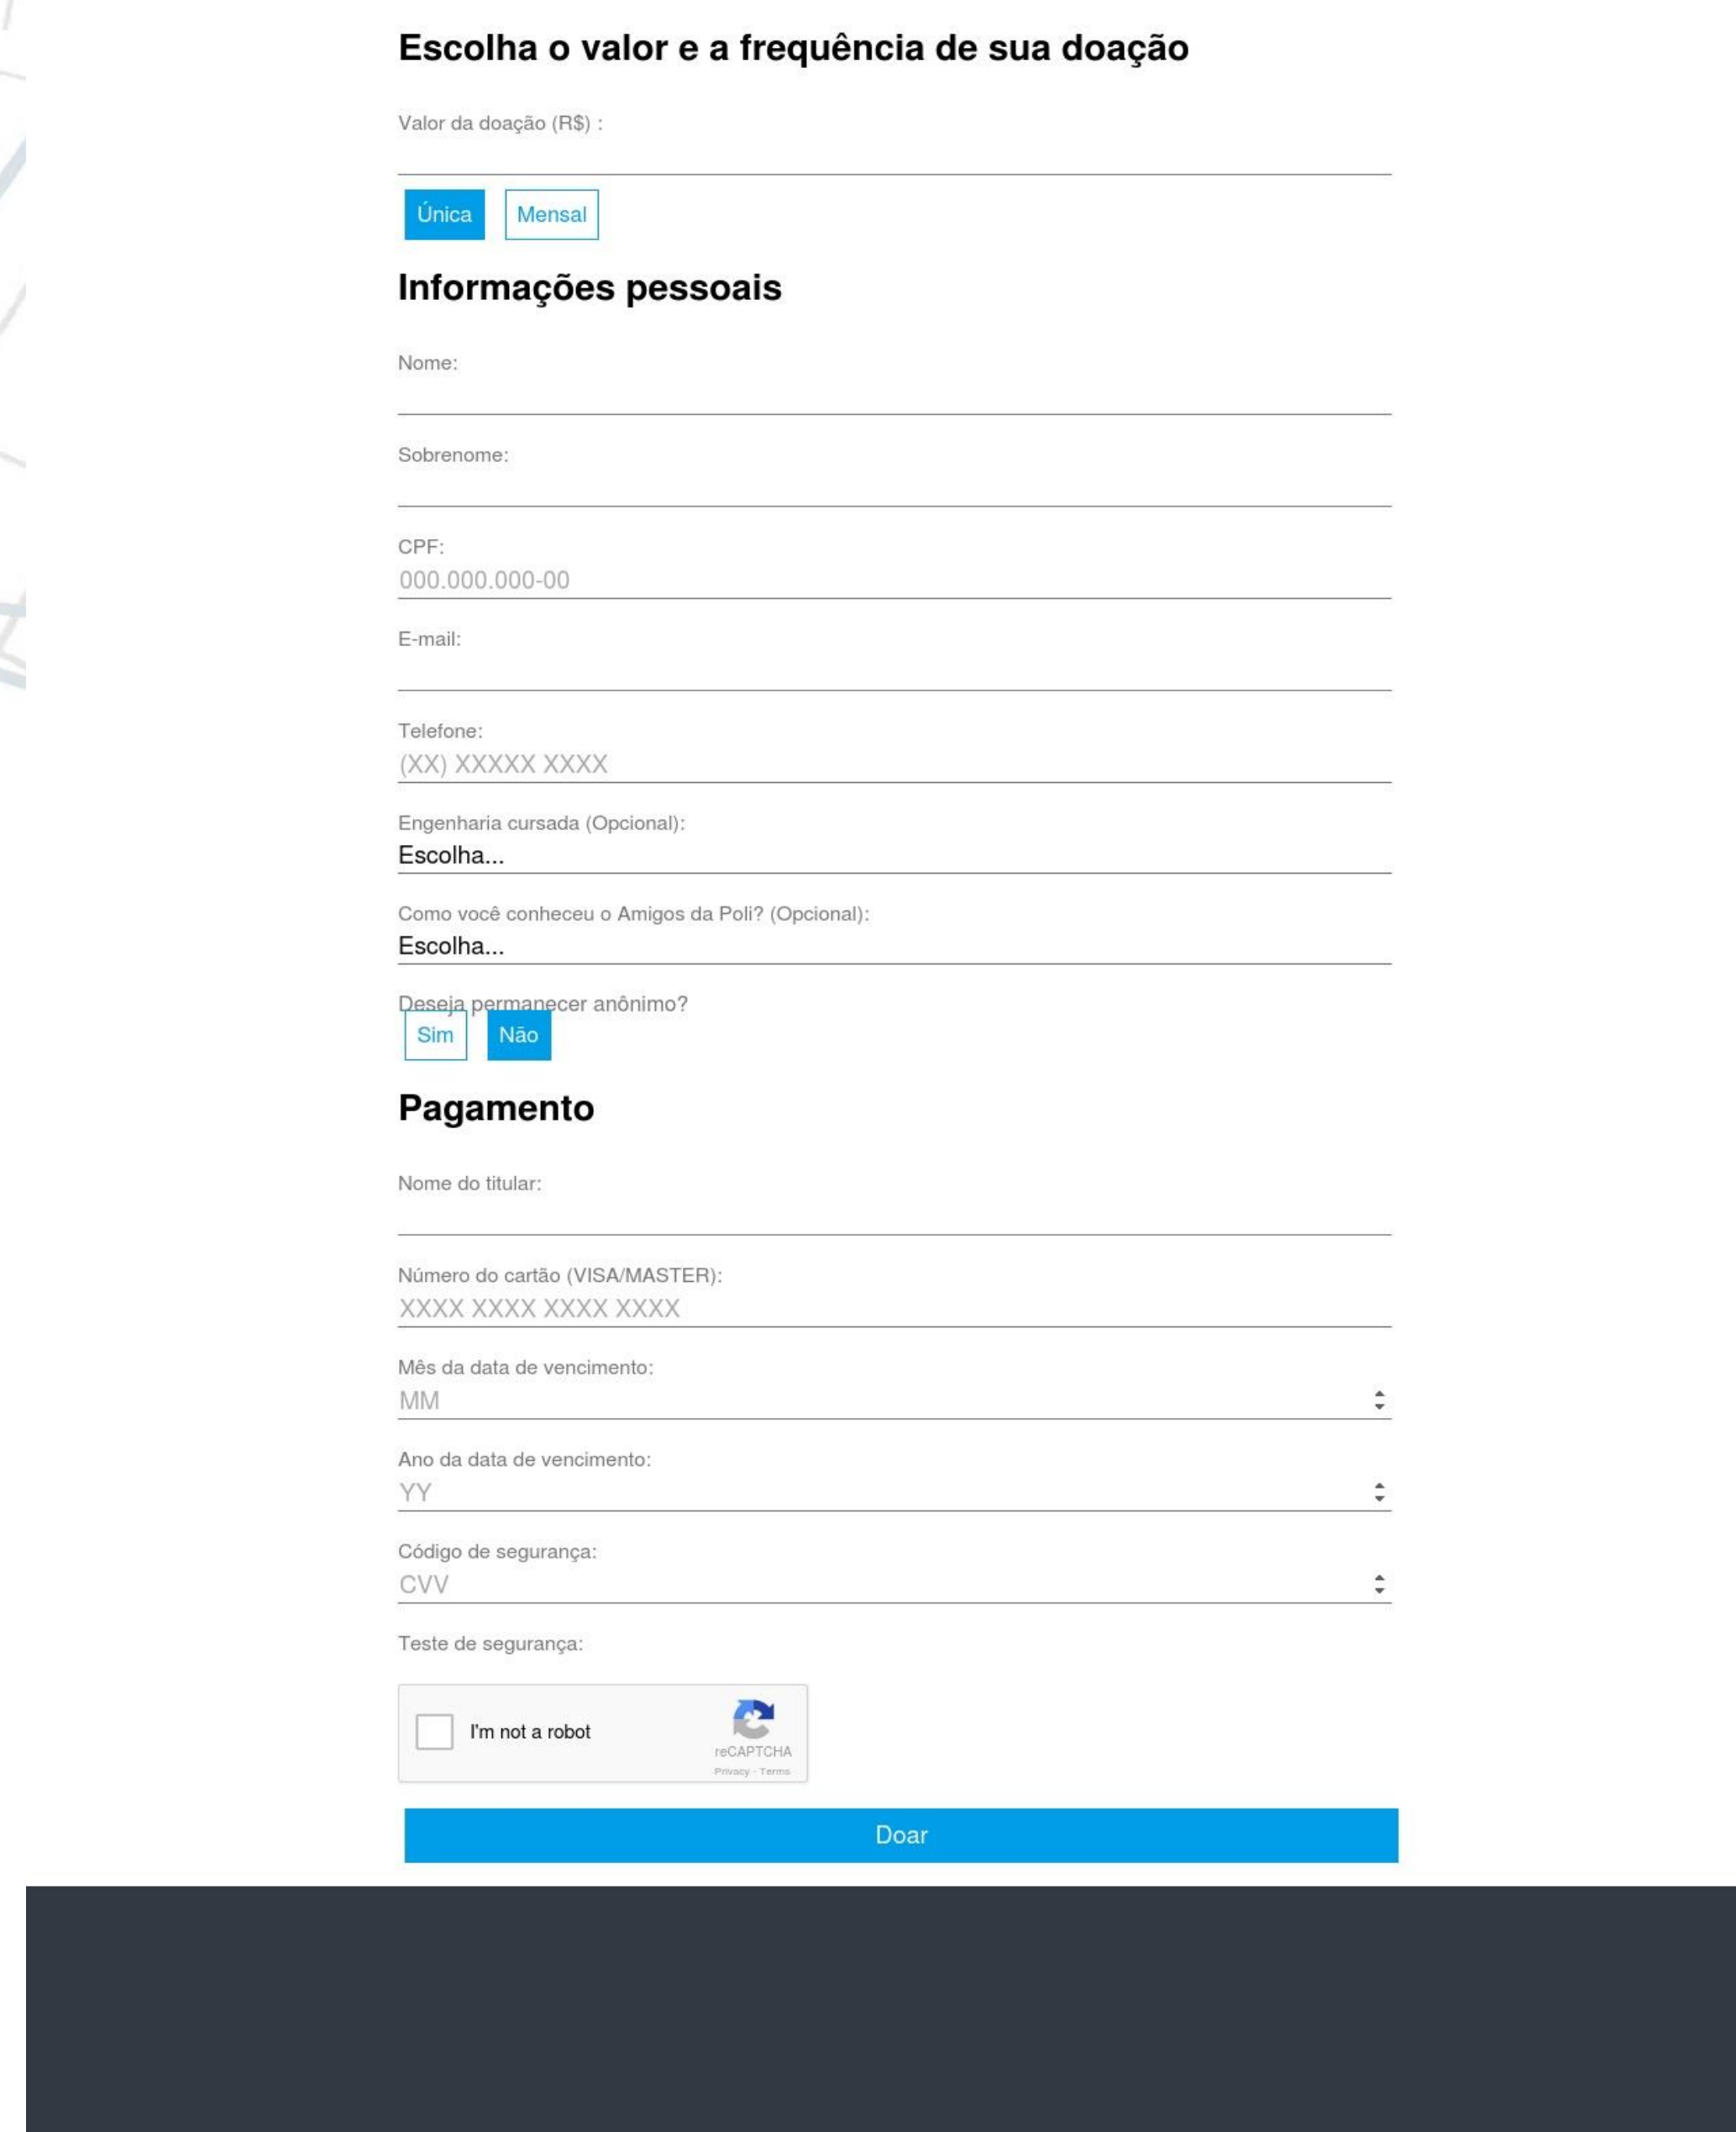 Escolha o valor e a frequência de sua doação
Valor da doação (R$) :
Única Mensal
Informações pessoais
Nome:
Sobrenome:
CPF:
000.000.000-00
E-mail:
Telefone:
(XX) XXXXX XXXX
Engenharia cursada (Opcional):
Escolha...
Como você conheceu o Amigos da Poli? (Opcional):
Escolha...
Deseja permanecer anônimo?
Sim Não
Pagamento
Nome do titular:
Número do cartão (VISA/MASTER):
XXXX XXXX XXXX XXXX
Mês da data de vencimento:
MM
Ano da data de vencimento:
YY
Código de segurança:
CVV
Teste de segurança:
I'm not a robot
reCAPTCHA
Privacy - Terms
Doar